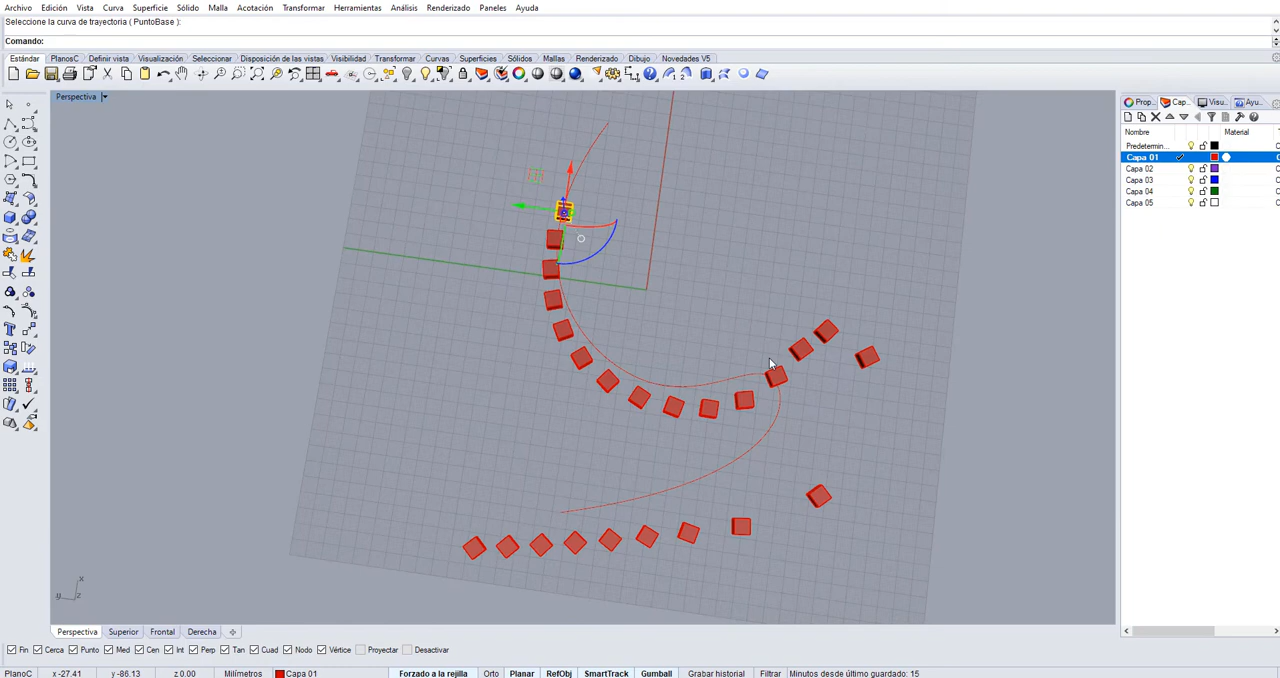 Archivo Edición Vista Curva Superficie Sólido Malla Acotación Transformar Herramientas Análisis Renderizado Paneles Ayuda
Seleccione la curva de trayectoria ( PuntoBase ):
Comando:
Estándar PlanosC Definir vista Visualización Seleccionar Disposición de las vistas Visibilidad Transformar Curvas Superficies Sólidos Mallas Renderizado Dibujo Novedades V5
Perspectiva
Prop... Cap... Visu... Ayu...
Nombre Material
Predetermin...
Capa 01
Capa 02
Capa 03
Capa 04
Capa 05
x
y z
Perspectiva Superior Frontal Derecha
Fin Cerca Punto Med Cen Int Perp Tan Cuad Nodo Vértice Proyectar Desactivar
PlanoC x -27.41 y -86.13 z 0.00 Milímetros Capa 01 Forzado a la rejilla Orto Planar RefObj SmartTrack Gumball Grabar historial Filtrar Minutos desde último guardado: 15